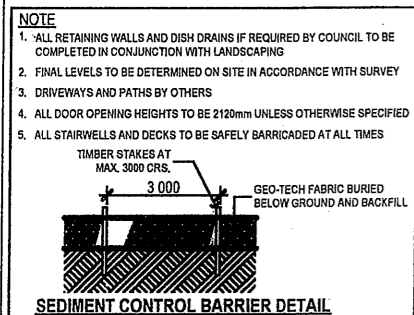 NOTE
1. ALL RETAINING WALLS AND DISH DRAINS IF REQUIRED BY COUNCIL TO BE
COMPLETED IN CONJUNCTION WITH LANDSCAPING
2. FINAL LEVELS TO BE DETERMINED ON SITE IN ACCORDANCE WITH SURVEY
3. DRIVEWAYS AND PATHS BY OTHERS
4. ALL DOOR OPENING HEIGHTS TO BE 2120mm UNLESS OTHERWISE SPECIFIED
5. ALL STAIRWELLS AND DECKS TO BE SAFELY BARRICADED AT ALL TIMES
TIMBER STAKES AT
MAX. 3000 CRS.
3 000
GEO-TECH FABRIC BURIED
BELOW GROUND AND BACKFILL
SEDIMENT CONTROL BARRIER DETAIL